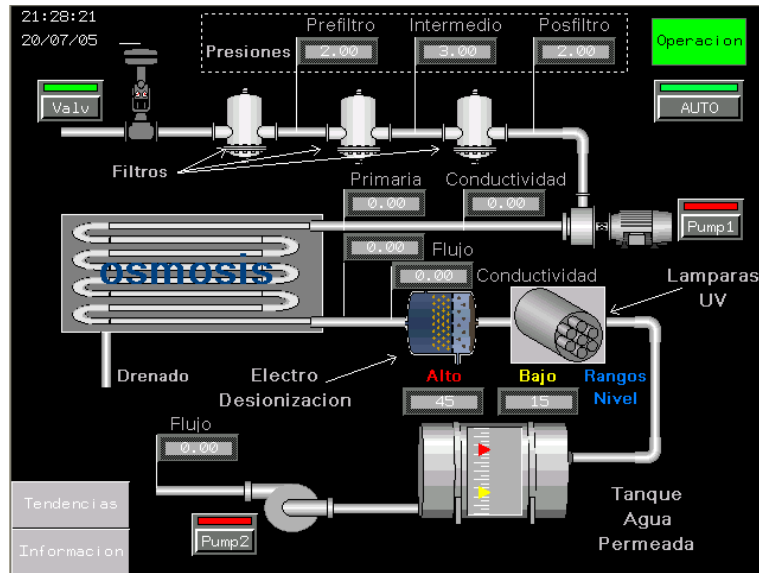 21:28:21
20/07/05
Prefiltro Intermedio Posfiltro
Presiones 2.00 3.00 2.00
Operacion
Valv
AUTO
Filtros
Primaria Conductividad
0.00 0.00
Pump1
0.00 Flujo
osmosis
0.00 Conductividad
Lamparas
UV
Drenado
Electro
Desionizacion
Alto Bajo Rangos
Nivel
45 15
Flujo
0.00
Tendencias
Informacion
Pump2
Tanque
Agua
Permeada